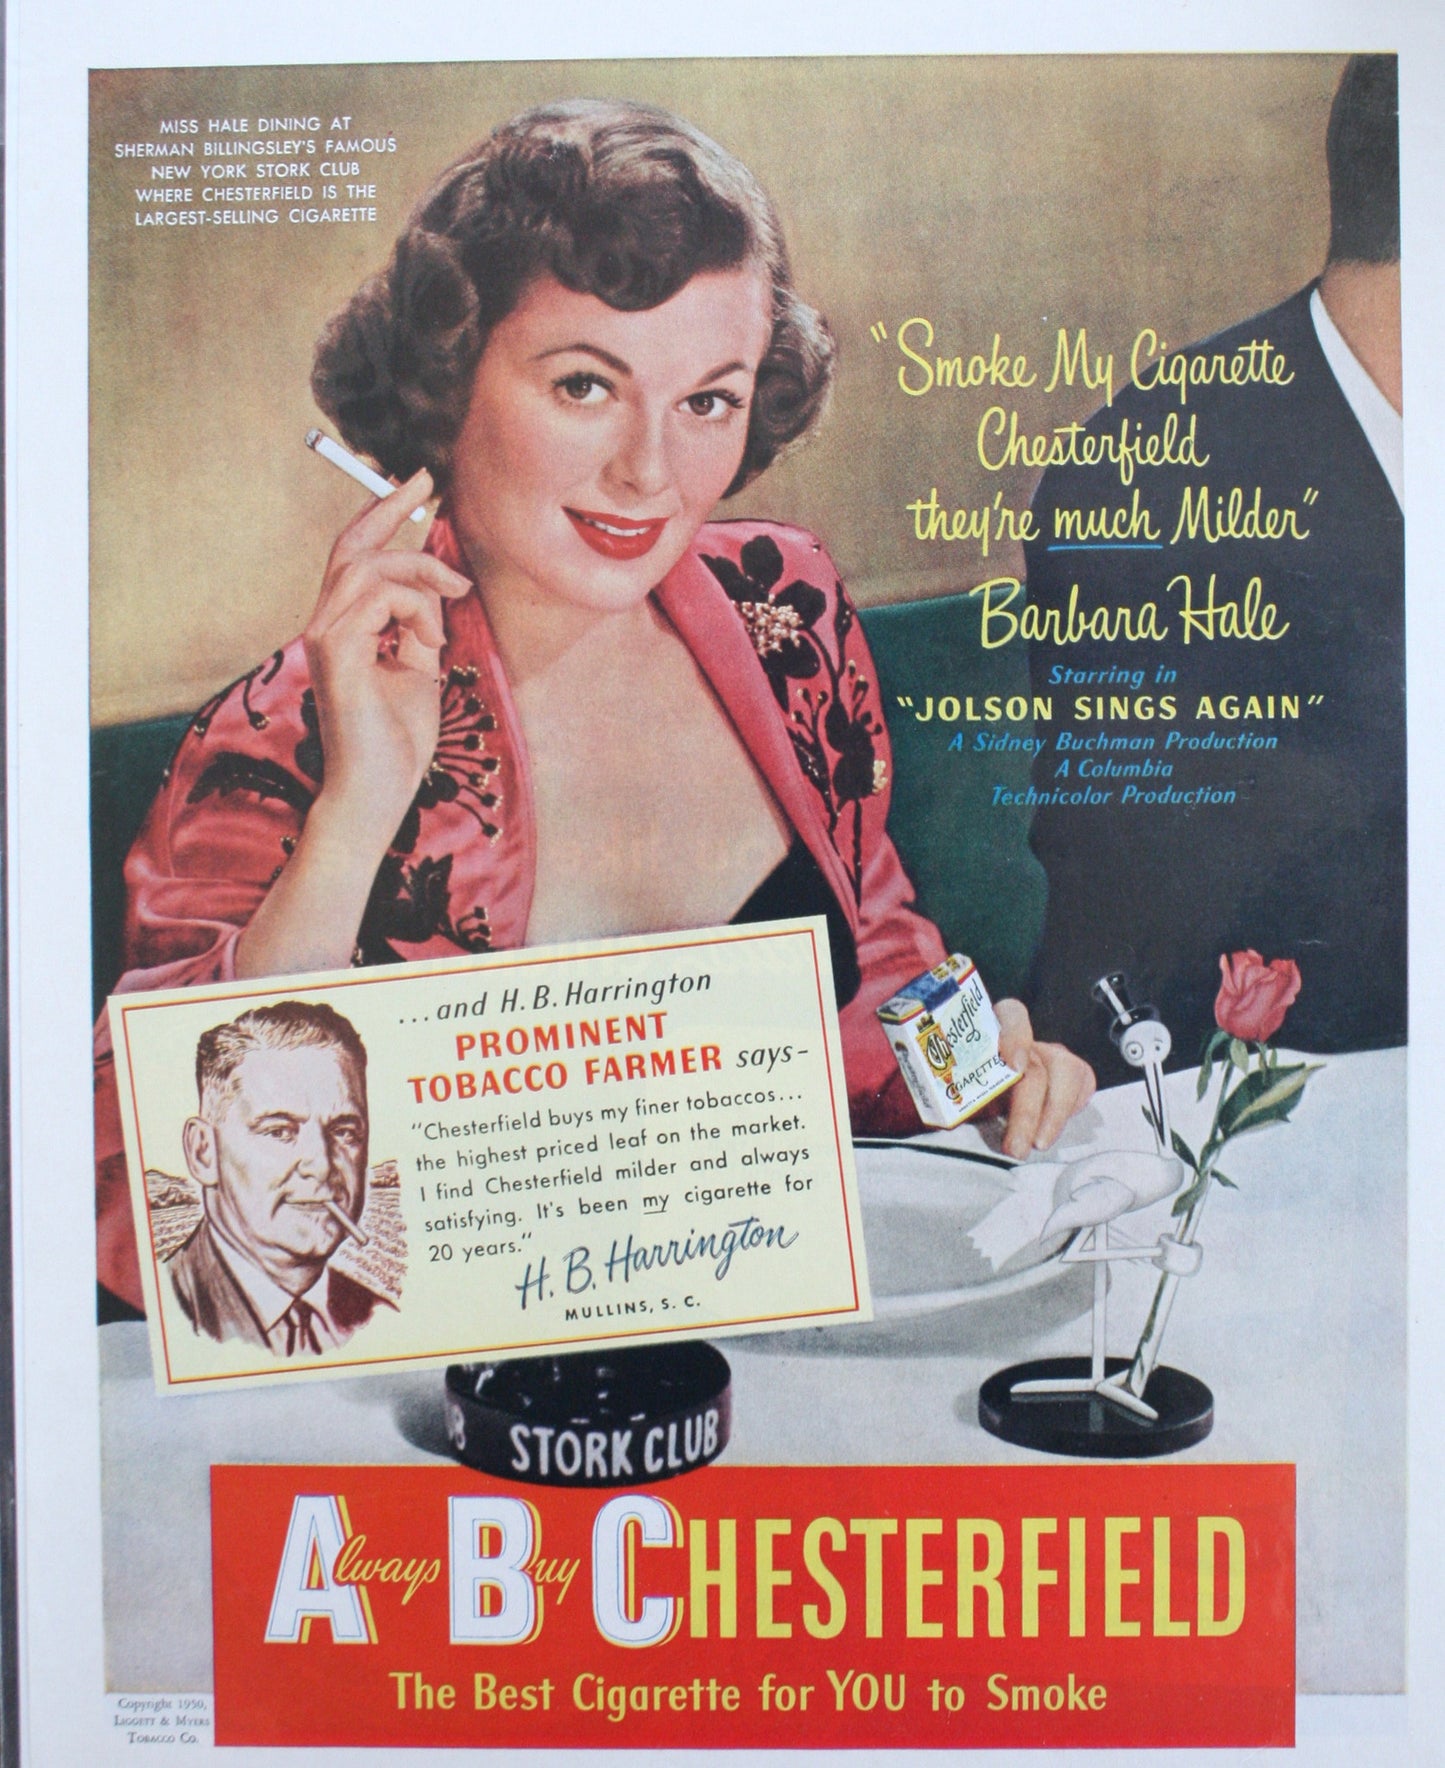 MISS HALE DINING AT
SHERMAN BILLINGSLEY'S FAMOUS
NEW YORK STORK CLUB
WHERE CHESTERFIELD IS THE
LARGEST-SELLING CIGARETTE
"Smoke My Cigarette
Chesterfield
they're much Milder"
Barbara Hale
Starring in
"JOLSON SINGS AGAIN"
A Sidney Buchman Production
A Columbia
Technicolor Production
...and H. B. Harrington
PROMINENT
TOBACCO FARMER says-
"Chesterfield buys my finer tobaccos...
the highest priced leaf on the market.
I find Chesterfield milder and always
satisfying. It's been my cigarette for
20 years."
H. B. Harrington
MULLINS, S. C.
Chesterfield
CIGARETTES
UB STORK CLUB
Always Buy CHESTERFIELD
The Best Cigarette for YOU to Smoke
Copyright 1950,
LIGGETT & MYERS
TOBACCO CO.